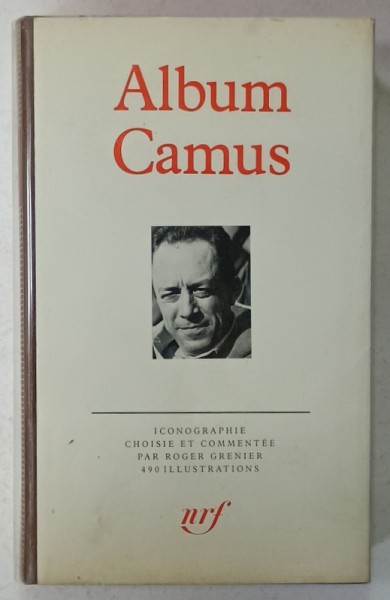 Album
Camus
ICONOGRAPHIE
CHOISIE ET COMMENTÉE
PAR ROGER GRENIER
490 ILLUSTRATIONS
nrf